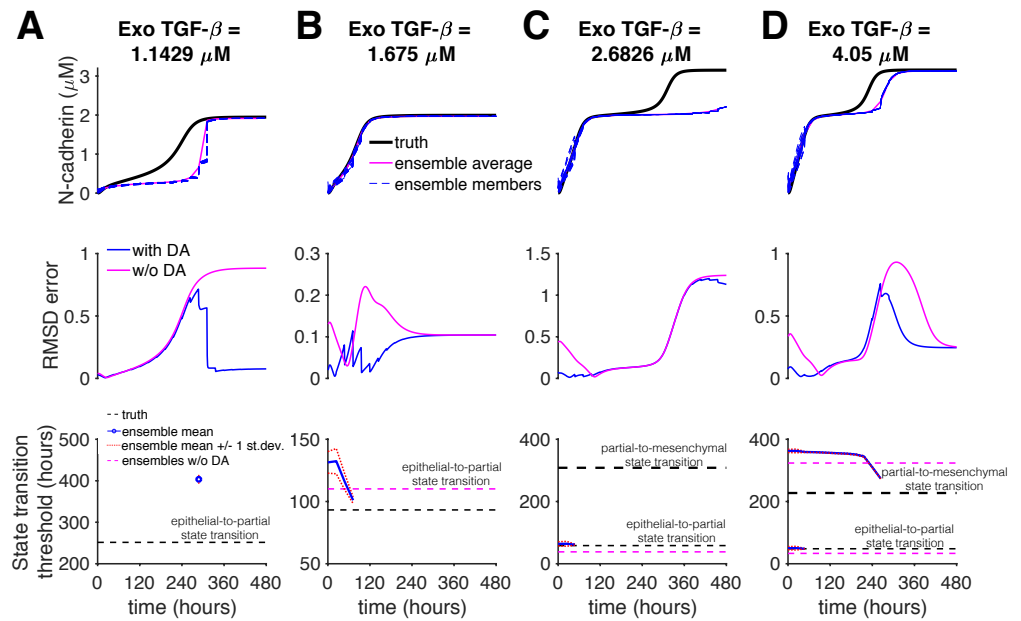 A
Exo TGF-β =
1.1429 μM
B
Exo TGF-β =
1.675 μM
C
Exo TGF-β =
2.6826 μM
D
Exo TGF-β =
4.05 μM
N-cadherin (μM)
3
2
1
0
truth
ensemble average
ensemble members
RMSD error
1
0.5
0
with DA
w/o DA
0.3
0.2
0.1
0
1.5
1
0.5
0
1
0.5
0
State transition
threshold (hours)
truth
ensemble mean
ensemble mean +/- 1 st.dev.
ensembles w/o DA
500
400
300
200
epithelial-to-partial
state transition
0 120 240 360 480
time (hours)
150
100
50
epithelial-to-partial
state transition
0 120 240 360 480
time (hours)
400
200
0
partial-to-mesenchymal
state transition
epithelial-to-partial
state transition
0 120 240 360 480
time (hours)
400
200
0
partial-to-mesenchymal
state transition
epithelial-to-partial
state transition
0 120 240 360 480
time (hours)